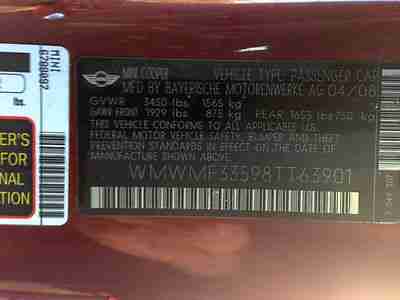 MINI COOPER
VEHICLE TYPE: PASSENGER CAR
MFD BY BAYERISCHE MOTORENWERKE AG 04/08
GVWR 3450 lbs 1565 kg
GAWR FRONT 1929 lbs 875 kg REAR 1653 lbs 750 kg
THIS VEHICLE CONFORMS TO ALL APPLICABLE
FEDERAL MOTOR VEHICLE SAFETY, BUMPER AND
THEFT PREVENTION STANDARDS IN EFFECT ON
THE DATE OF MANUFACTURE SHOWN ABOVE.
WMWMF33598TT63901
MINI
lbs.
ER'S
THIS
NAL
ION